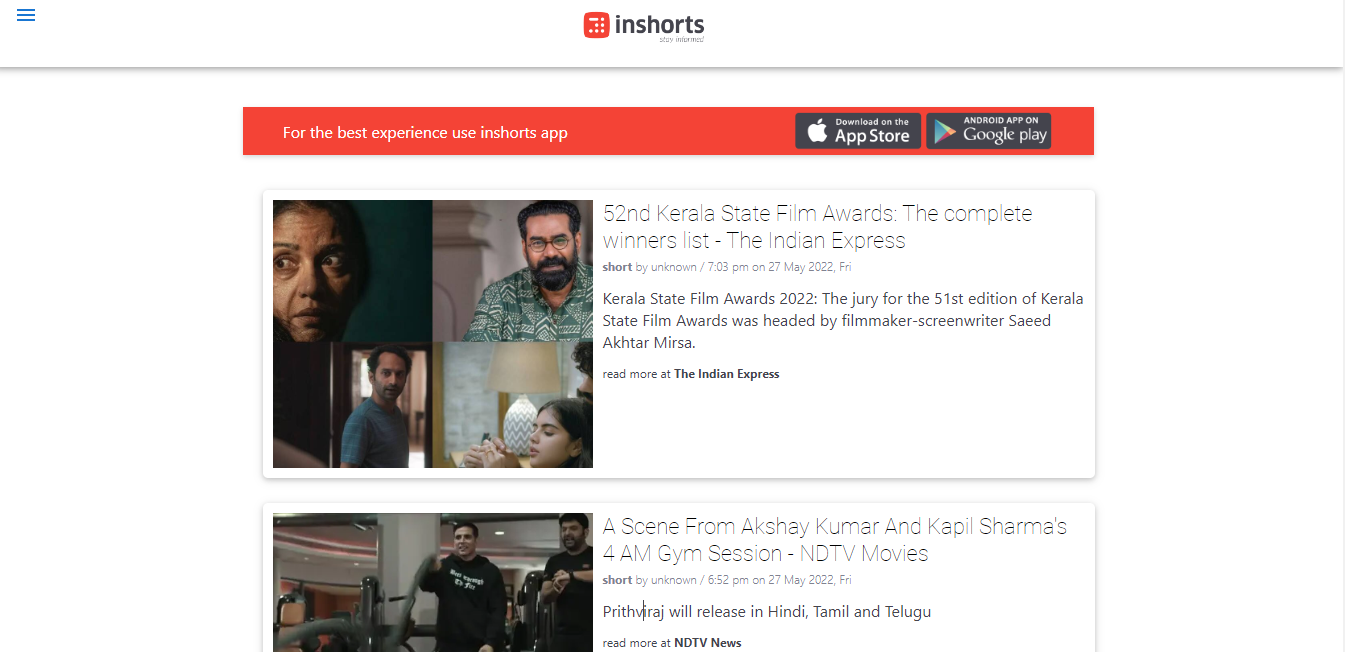 inshorts
stay informed
For the best experience use inshorts app
Download on the
App Store
ANDROID APP ON
Google play
52nd Kerala State Film Awards: The complete
winners list - The Indian Express
short by unknown / 7:03 pm on 27 May 2022, Fri
Kerala State Film Awards 2022: The jury for the 51st edition of Kerala
State Film Awards was headed by filmmaker-screenwriter Saeed
Akhtar Mirsa.
read more at The Indian Express
A Scene From Akshay Kumar And Kapil Sharma's
4 AM Gym Session - NDTV Movies
short by unknown / 6:52 pm on 27 May 2022, Fri
Prithviraj will release in Hindi, Tamil and Telugu
read more at NDTV News